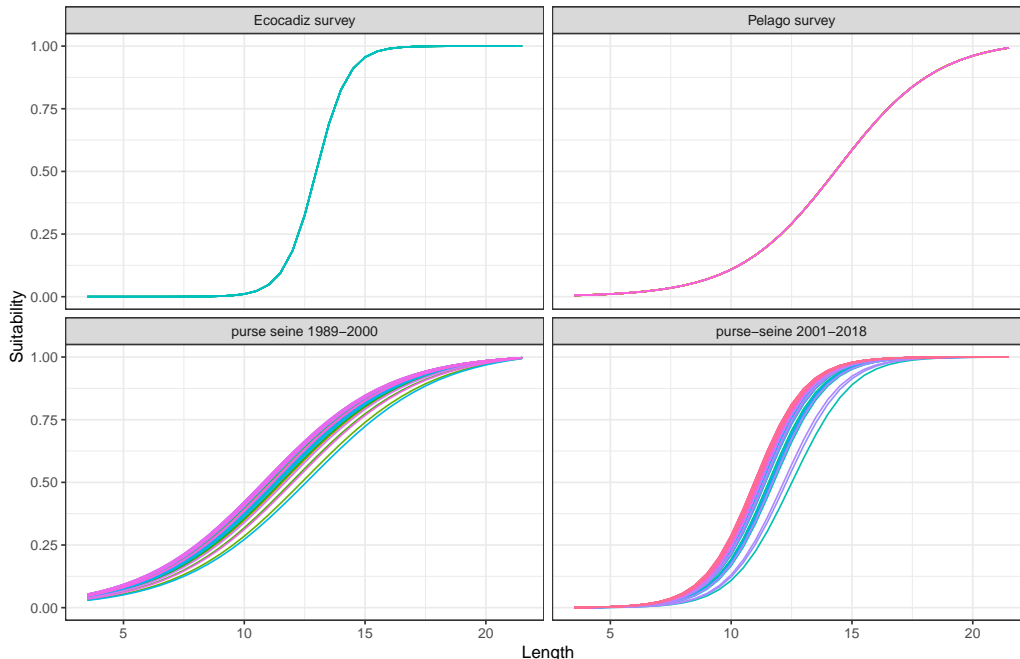 Ecocadiz survey
Pelago survey
1.00
0.75
0.50
0.25
0.00
Suitability
purse seine 1989−2000
purse−seine 2001−2018
1.00
0.75
0.50
0.25
0.00
5 10 15 20 5 10 15 20
Length